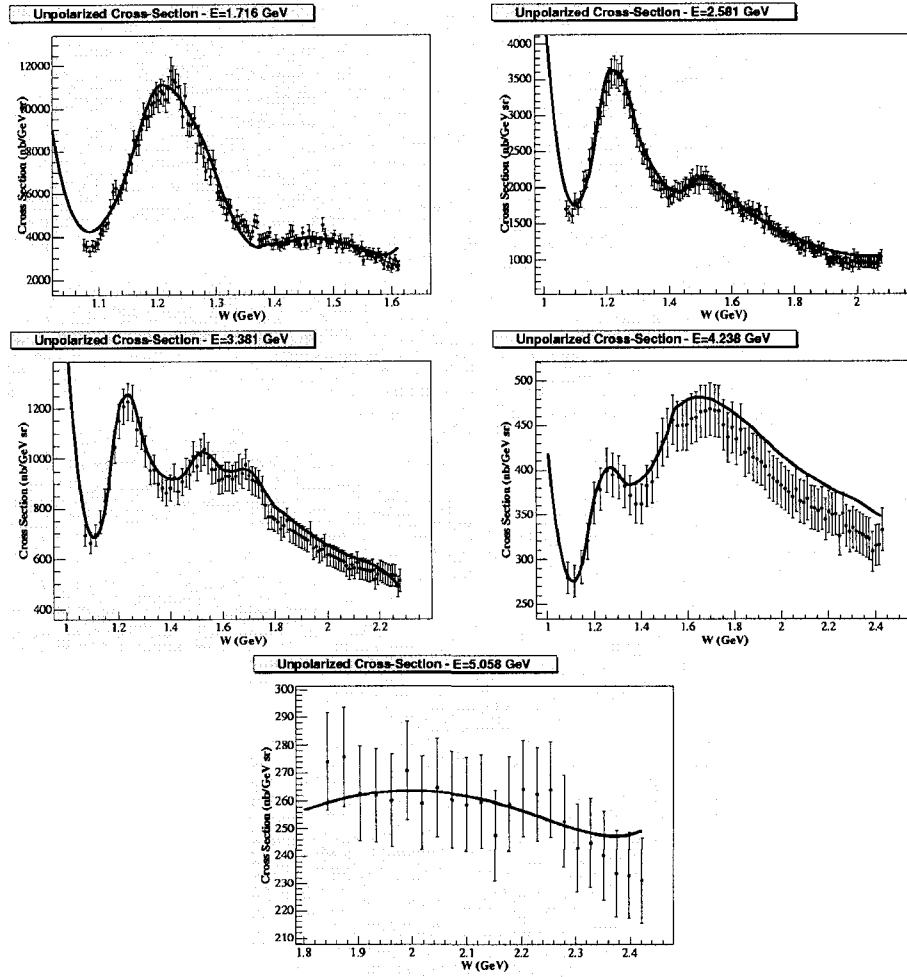 Unpolarized Cross-Section - E=1.716 GeV
Unpolarized Cross-Section - E=2.581 GeV
Cross Section (nb/GeV sr)
12000
10000
8000
6000
4000
2000
1.1 1.2 1.3 1.4 1.5 1.6
W (GeV)
Cross Section (nb/GeV sr)
4000
3500
3000
2500
2000
1500
1000
1 1.2 1.4 1.6 1.8 2
W (GeV)
Unpolarized Cross-Section - E=3.381 GeV
Unpolarized Cross-Section - E=4.238 GeV
Cross Section (nb/GeV sr)
1200
1000
800
600
400
1 1.2 1.4 1.6 1.8 2 2.2
W (GeV)
Cross Section (nb/GeV sr)
500
450
400
350
300
250
1 1.2 1.4 1.6 1.8 2 2.2 2.4
W (GeV)
Unpolarized Cross-Section - E=5.058 GeV
Cross Section (nb/GeV sr)
300
290
280
270
260
250
240
230
220
210
1.8 1.9 2 2.1 2.2 2.3 2.4
W (GeV)